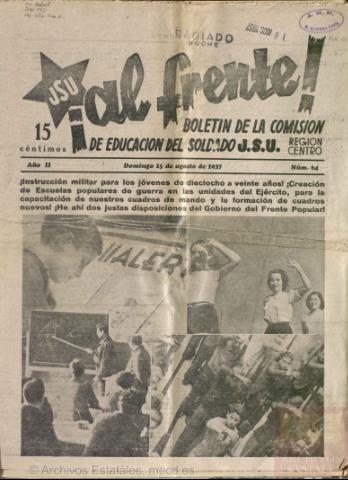 RADIADO
NOCHE
JSU
¡al frente!
15
céntimos
BOLETIN DE LA COMISION
DE EDUCACION DEL SOLDADO J.S.U. REGION CENTRO
Año II
Domingo 15 de agosto de 1937
Núm. 64
¡Instrucción militar para los jóvenes de dieciocho a veinte años! ¡Creación
de Escuelas populares de guerra en las unidades del Ejército, para la
capacitación de nuestros cuadros de mando y la formación de cuadros
nuevos! ¡He ahí dos justas disposiciones del Gobierno del Frente Popular!
© Archivos Estatales, mecd.es